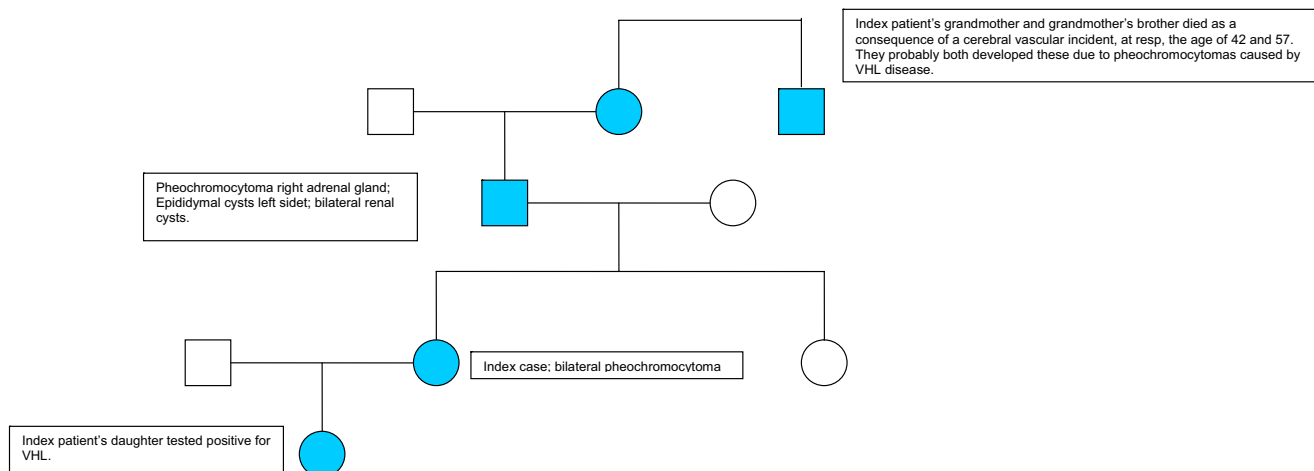 Index patient's grandmother and grandmother's brother died as a
consequence of a cerebral vascular incident, at resp, the age of 42 and 57.
They probably both developed these due to pheochromocytomas caused by
VHL disease.
Pheochromocytoma right adrenal gland;
Epididymal cysts left sidet; bilateral renal
cysts.
Index case; bilateral pheochromocytoma
Index patient's daughter tested positive for
VHL.